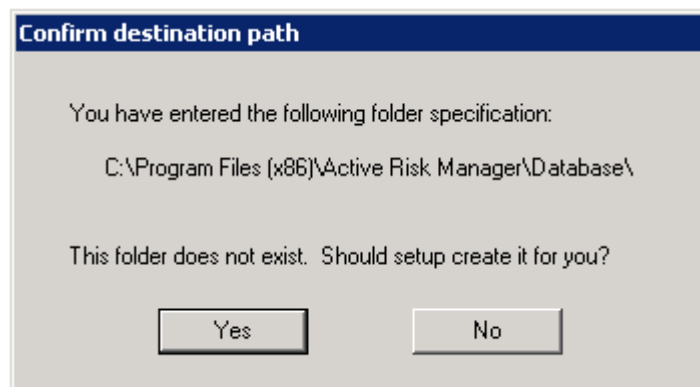 Confirm destination path
You have entered the following folder specification:
C:\Program Files (x86)\Active Risk Manager\Database\
This folder does not exist.  Should setup create it for you?
Yes
No